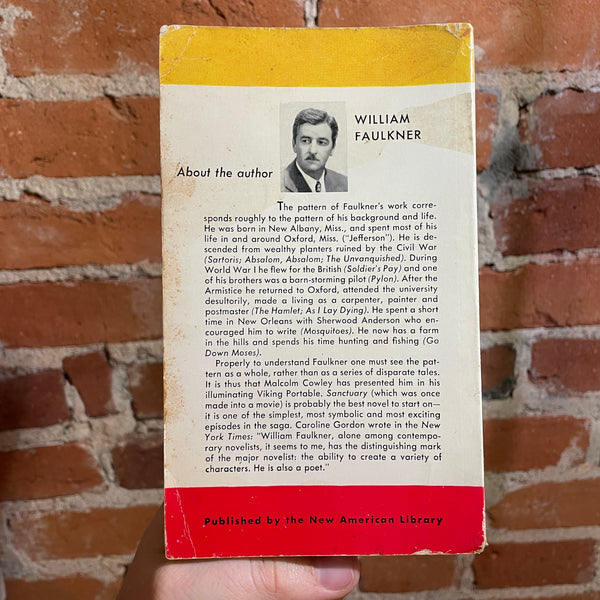 WILLIAM
FAULKNER
About the author
The pattern of Faulkner's work corre-
sponds roughly to the pattern of his background and life.
He was born in New Albany, Miss., and spent most of his
life in and around Oxford, Miss. ("Jefferson"). He is de-
scended from wealthy planters ruined by the Civil War
(Sartoris; Absalom, Absalom; The Unvanquished). During
World War I he flew for the British (Soldier's Pay) and one
of his brothers was a barn-storming pilot (Pylon). After the
Armistice he returned to Oxford, attended the university
desultorily, made a living as a carpenter, painter and
postmaster (The Hamlet; As I Lay Dying). He spent a short
time in New Orleans with Sherwood Anderson who en-
couraged him to write (Mosquitoes). He now has a farm
in the hills and spends his time hunting and fishing (Go
Down Moses).
Properly to understand Faulkner one must see the pat-
tern as a whole, rather than as a series of disparate tales.
It is thus that Malcolm Cowley has presented him in his
illuminating Viking Portable. Sanctuary (which was once
made into a movie) is probably the best novel to start on—
it is one of the simplest, most symbolic and most exciting
episodes in the saga. Caroline Gordon wrote in the New
York Times: "William Faulkner, alone among contempo-
rary novelists, it seems to me, has the distinguishing mark
of the major novelist: the ability to create a variety of
characters. He is also a poet."
Published by the New American Library